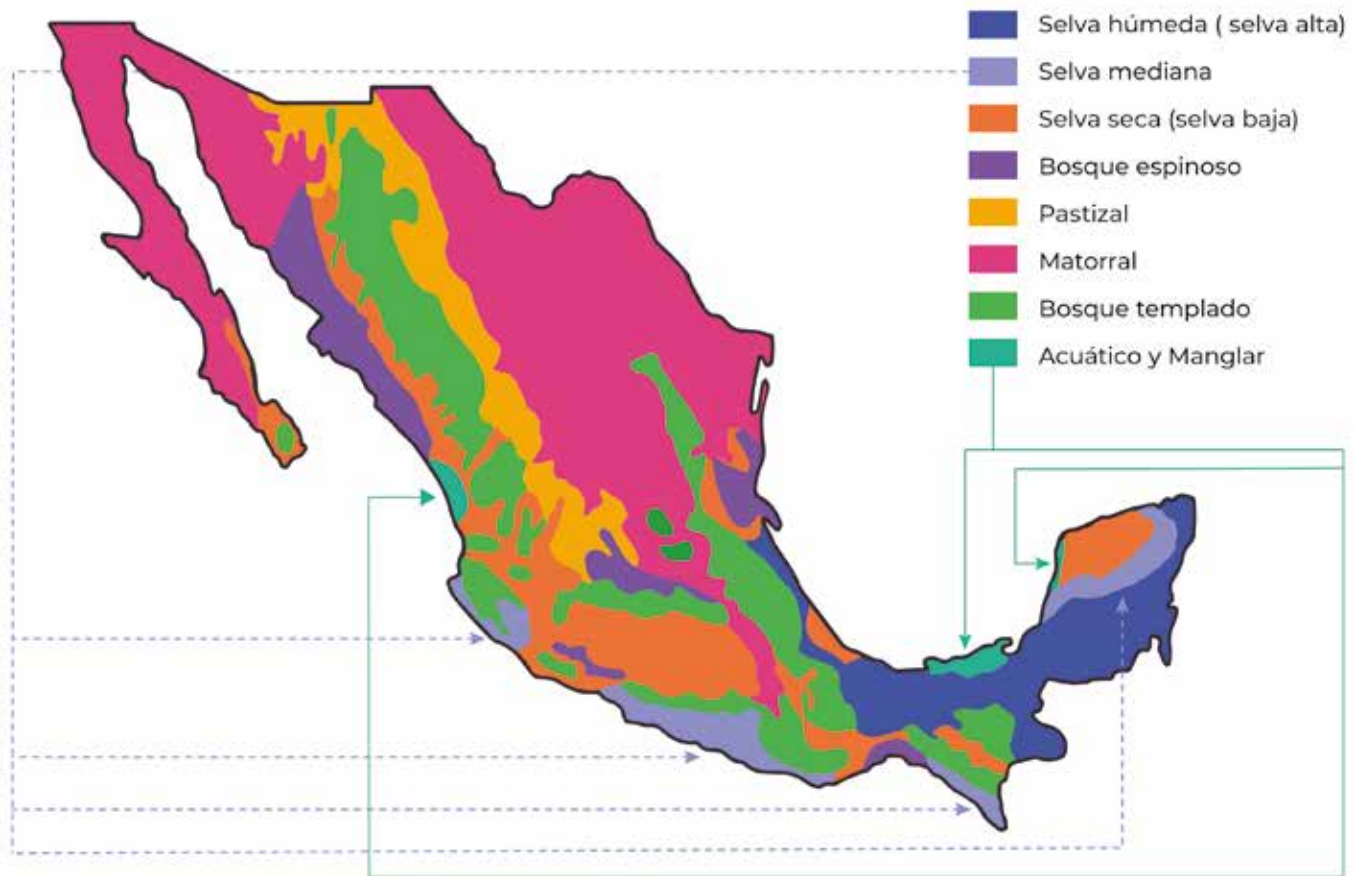 Selva húmeda ( selva alta)
Selva mediana
Selva seca (selva baja)
Bosque espinoso
Pastizal
Matorral
Bosque templado
Acuático y Manglar